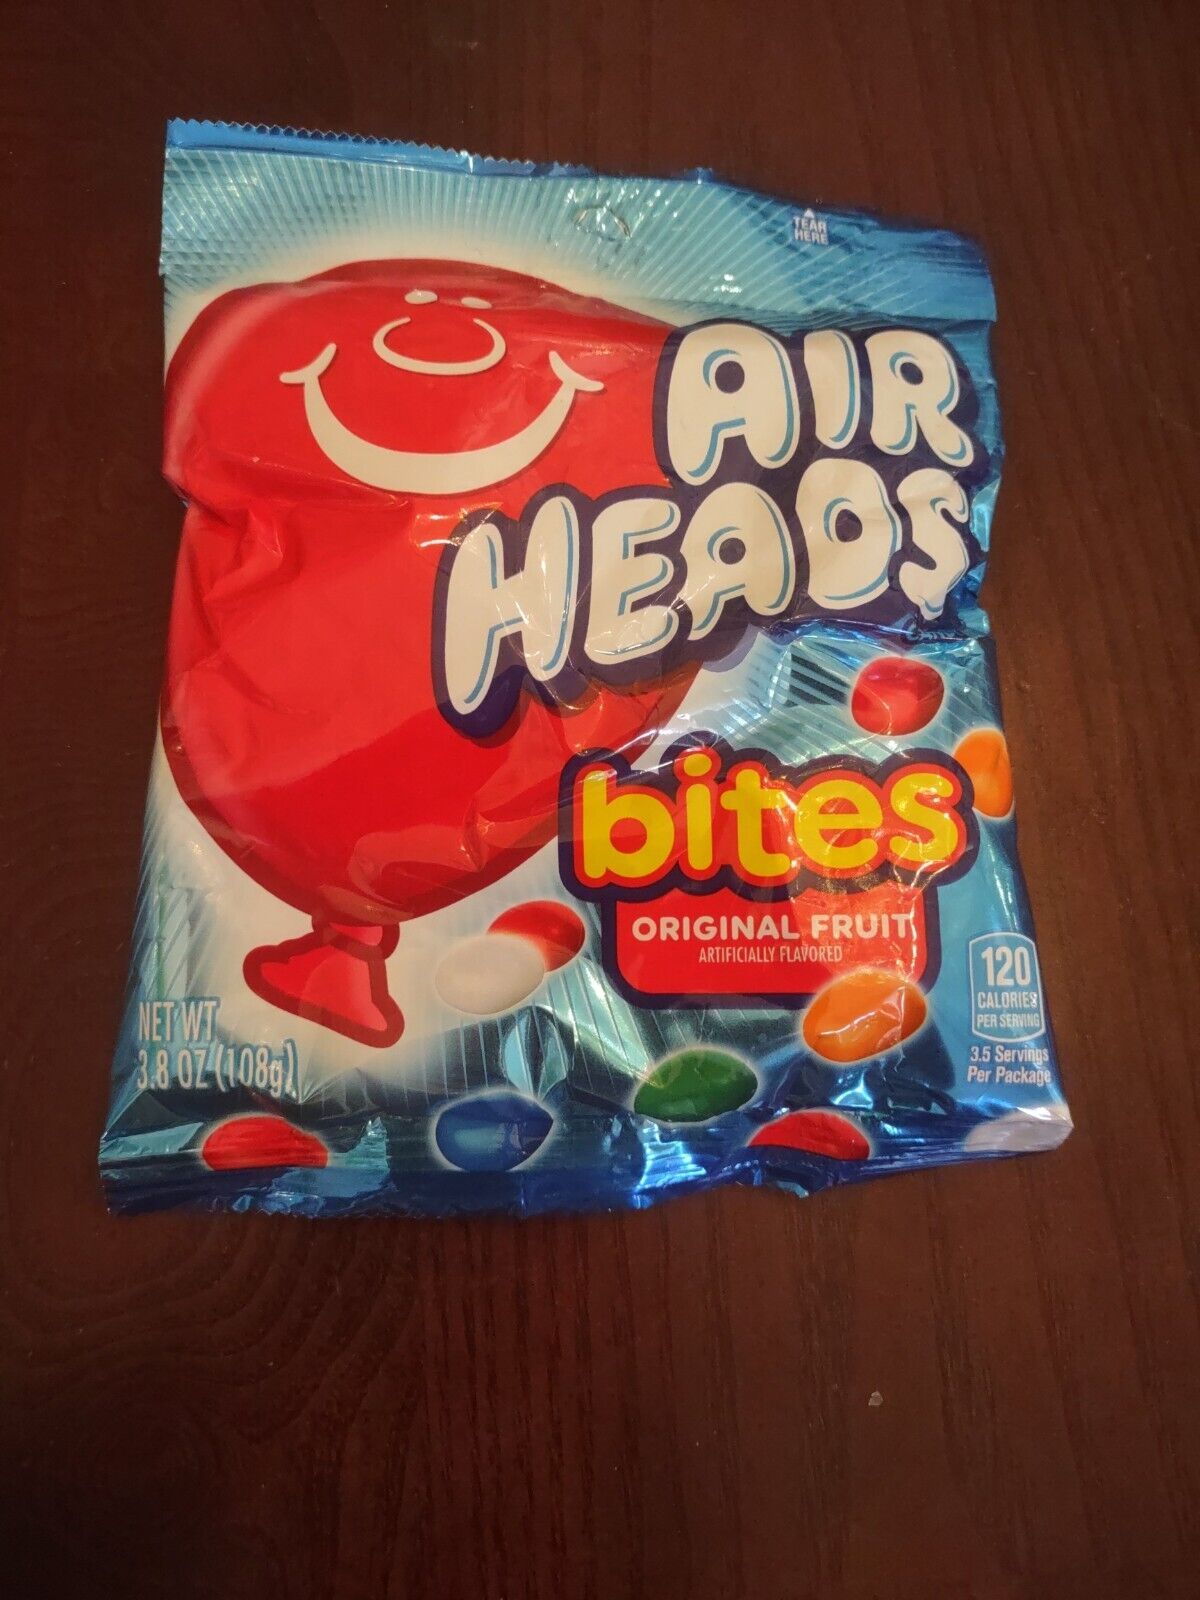 TEAR
HERE
AIR
HEADS
bites
ORIGINAL FRUIT
ARTIFICIALLY FLAVORED
120
CALORIES
PER SERVING
3.5 Servings
Per Package
NET WT
3.8 OZ (108g)